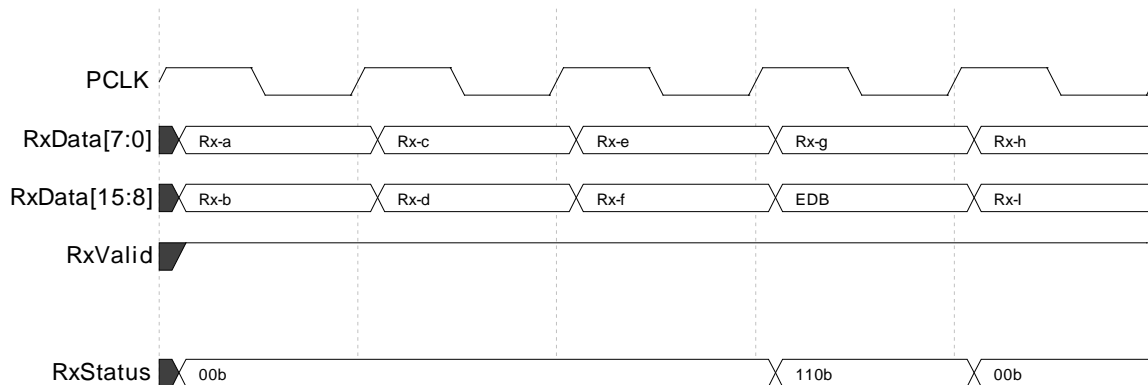 PCLK
RxData[7:0] Rx-a Rx-c Rx-e Rx-g Rx-h
RxData[15:8] Rx-b Rx-d Rx-f EDB Rx-I
RxValid
RxStatus 00b 110b 00b